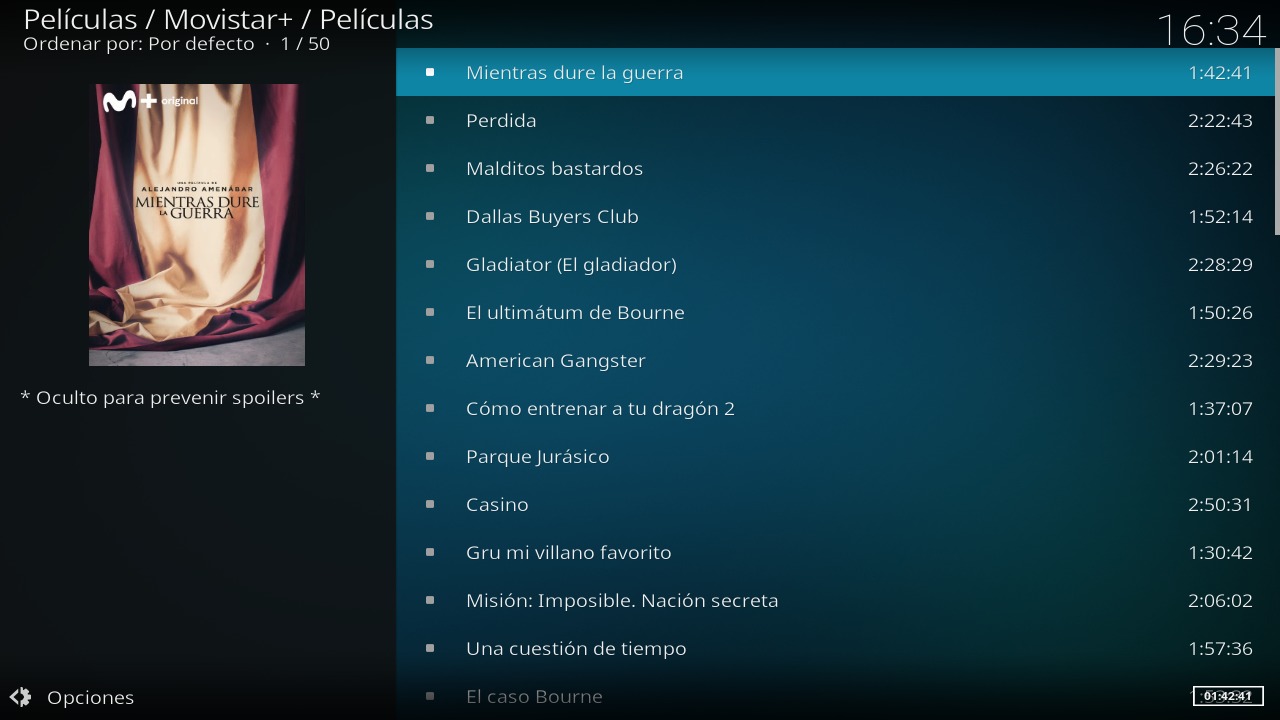 Películas / Movistar+ / Películas
Ordenar por: Por defecto · 1 / 50
16:34
original
UNA PELÍCULA DE
ALEJANDRO AMENÁBAR
MIENTRAS DURE
LA GUERRA
* Oculto para prevenir spoilers *
Mientras dure la guerra 1:42:41
Perdida 2:22:43
Malditos bastardos 2:26:22
Dallas Buyers Club 1:52:14
Gladiator (El gladiador) 2:28:29
El ultimátum de Bourne 1:50:26
American Gangster 2:29:23
Cómo entrenar a tu dragón 2 1:37:07
Parque Jurásico 2:01:14
Casino 2:50:31
Gru mi villano favorito 1:30:42
Misión: Imposible. Nación secreta 2:06:02
Una cuestión de tiempo 1:57:36
El caso Bourne
01:42:41
Opciones